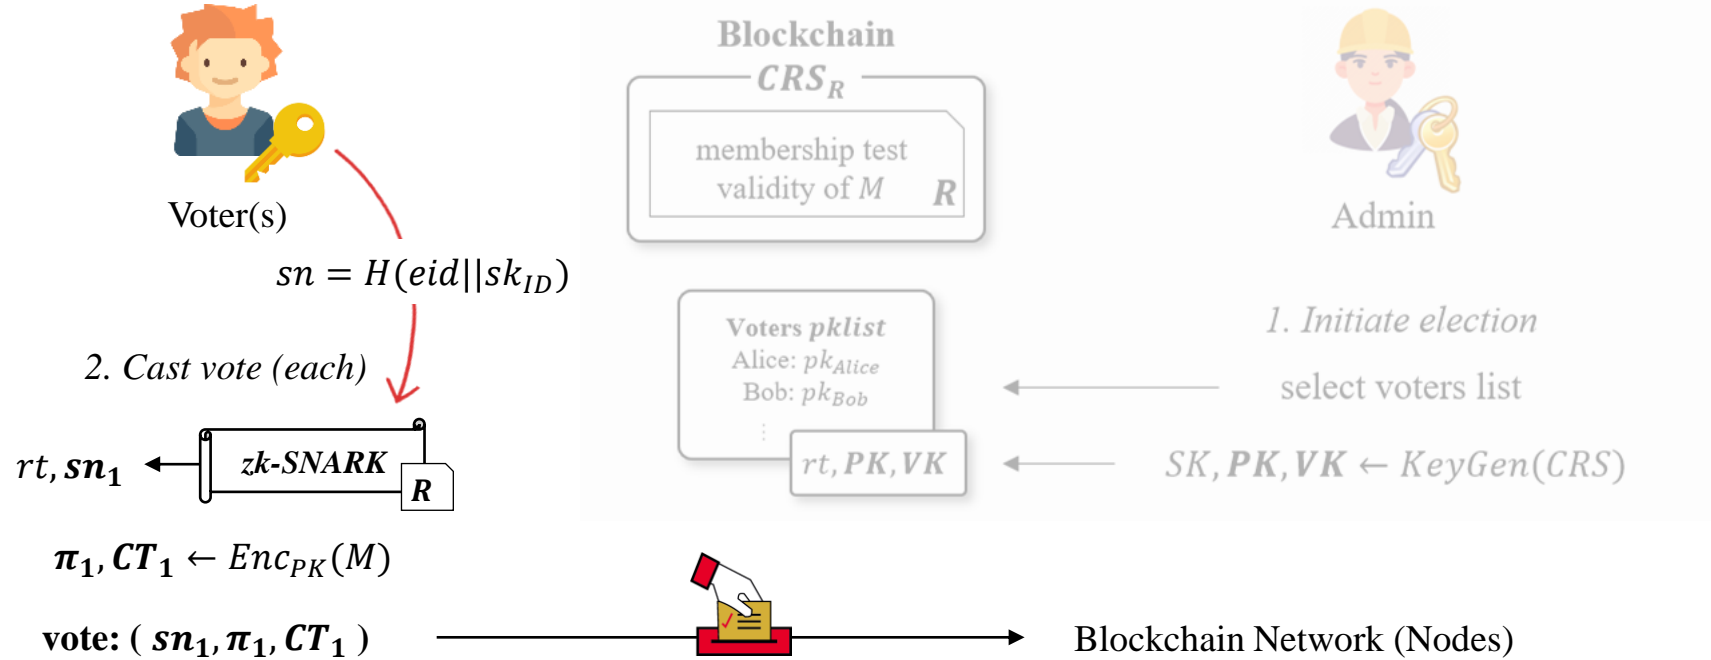 Blockchain
CRS_R
membership test
validity of M
R
Admin
Voter(s)
sn = H(eid||sk_ID)
Voters pklist
Alice: pk_Alice
Bob: pk_Bob
⋮
rt, PK, VK
1. Initiate election
select voters list
SK, PK, VK ← KeyGen(CRS)
2. Cast vote (each)
rt, sn_1
zk-SNARK
R
π_1, CT_1 ← Enc_PK(M)
vote: ( sn_1, π_1, CT_1 )
Blockchain Network (Nodes)